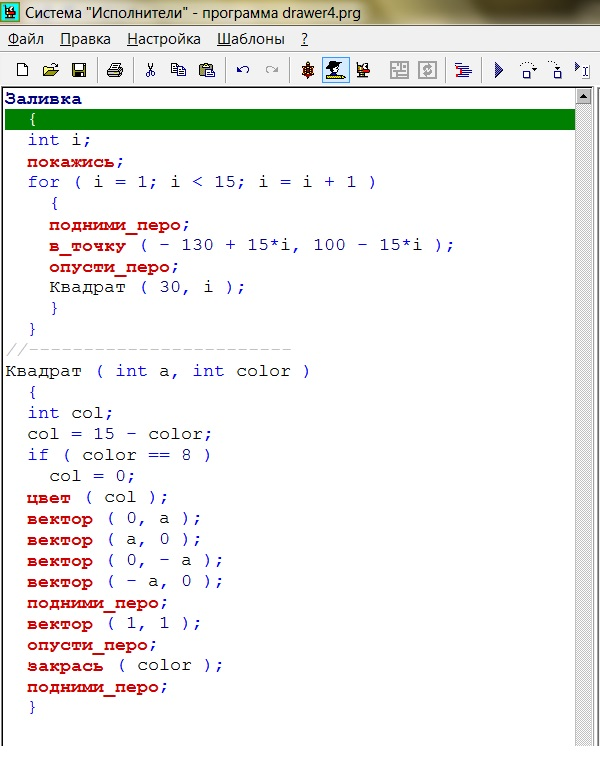 Система "Исполнители" - программа drawer4.prg
Файл Правка Настройка Шаблоны ?
Заливка
{
int i;
покажись;
for ( i = 1; i < 15; i = i + 1 )
{
подними_перо;
в_точку ( - 130 + 15*i, 100 - 15*i );
опусти_перо;
Квадрат ( 30, i );
}
}
//------------------------
Квадрат ( int a, int color )
{
int col;
col = 15 - color;
if ( color == 8 )
col = 0;
цвет ( col );
вектор ( 0, a );
вектор ( a, 0 );
вектор ( 0, - a );
вектор ( - a, 0 );
подними_перо;
вектор ( 1, 1 );
опусти_перо;
закрась ( color );
подними_перо;
}